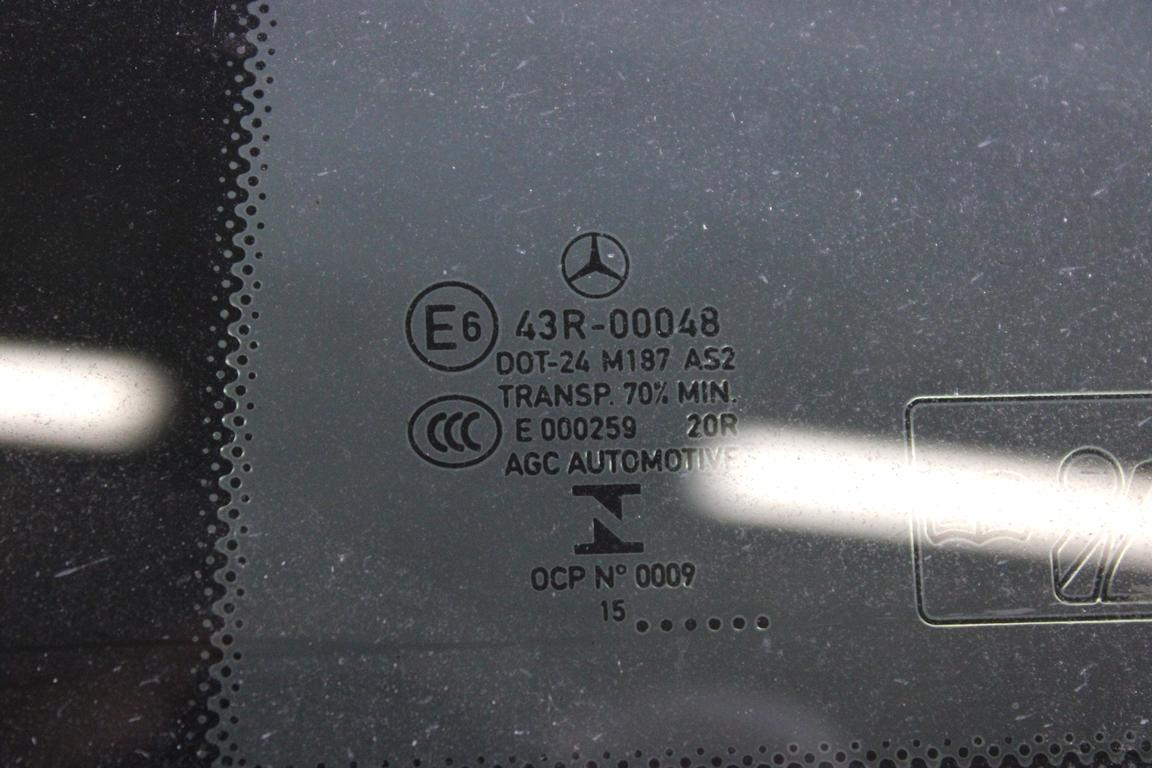 E6 43R-00048
DOT-24 M187 AS2
TRANSP. 70% MIN.
CCC E 000259 20R
AGC AUTOMOTIVE
OCP N° 0009
15 ......